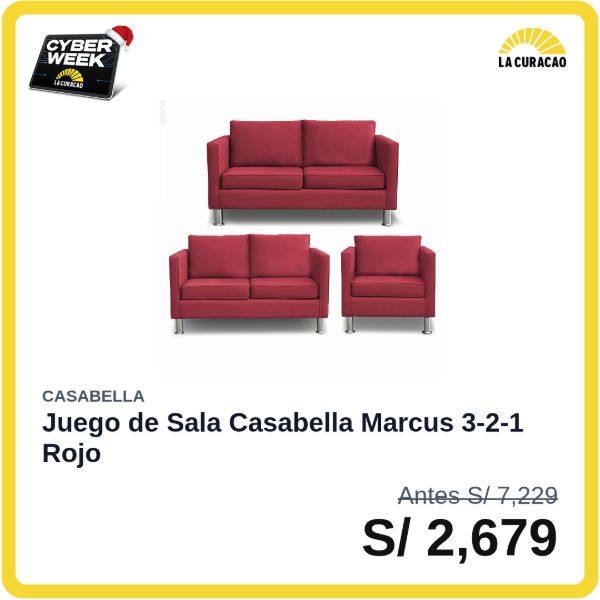 CYBER
WEEK
LA CURACAO
LA CURACAO
CASABELLA
Juego de Sala Casabella Marcus 3-2-1
Rojo
Antes S/ 7,229
S/ 2,679